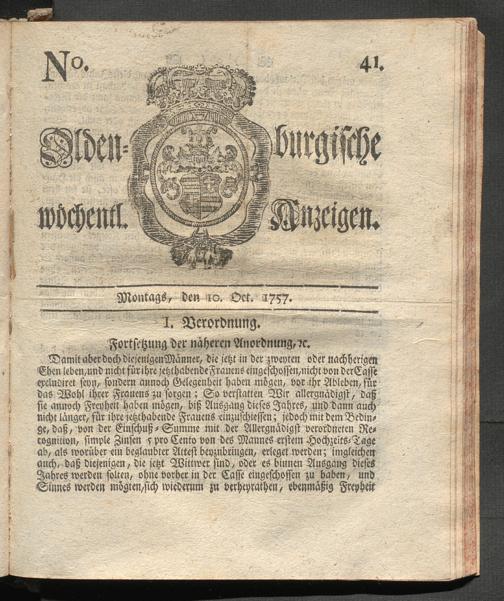 No. 41.
Olden- burgische
wöchentl. Anzeigen.
Montags, den 10. Oct. 1757.
I. Verordnung.
Fortsetzung der näheren Anordnung, ꝛc.
Damit aber doch diejenigen Männer, die jetzt in der zweyten oder nachherigen
Ehen leben, und nicht für ihre jetzthabende Frauens eingeschossen, nicht von der Casse
excludiret seyn, sondern annoch Gelegenheit haben mögen, vor ihr Ableben, für
das Wohl ihrer Frauens zu sorgen; So verstatten Wir allergnädigst, daß
sie annoch Freyheit haben mögen, biß Ausgang dieses Jahres, und dann auch
nicht länger, für ihre jetzthabende Frauens einzuschiessen; jedoch mit dem Bedin-
ge, daß, von der Einschuß-Summe mit der Allergnädigst verordneten Re-
cognition, simple Zinsen 5 pro Cento von des Mannes erstem Hochzeits-Tage
ab, als worüber ein beglaubter Attest beyzubringen, erleget werden; imgleichen
auch, daß denjenigen, die jetzt Wittwer sind, oder es binnen Ausgang dieses
Jahres werden solten, ohne vorher in der Casse eingeschossen zu haben, und
Sinnes werden mögten, sich wiederum zu verheyrathen, ebenmäßig Freyheit